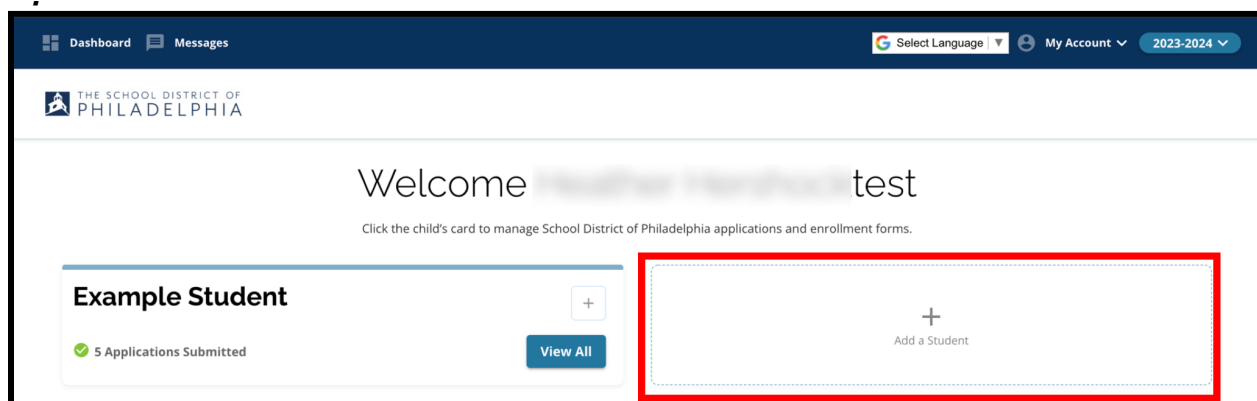 Dashboard Messages Select Language ▼ My Account 2023-2024
THE SCHOOL DISTRICT OF
PHILADELPHIA
Welcome test
Click the child's card to manage School District of Philadelphia applications and enrollment forms.
Example Student +
5 Applications Submitted View All
+
Add a Student